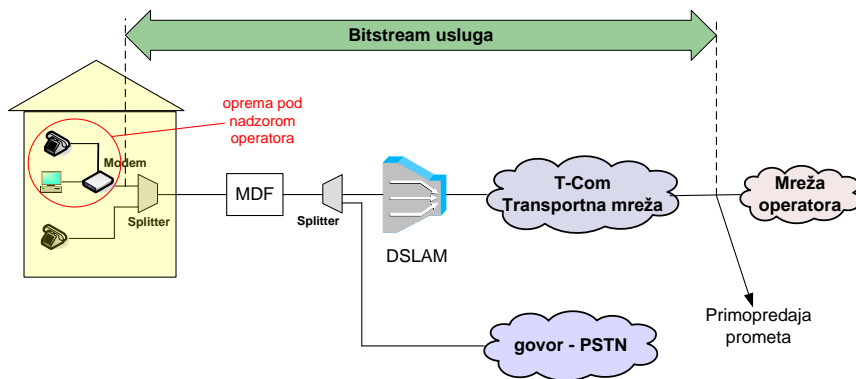 Bitstream usluga
oprema pod
nadzorom
operatora
Modem
Splitter
MDF
Splitter
DSLAM
T-Com
Transportna mreža
Mreža
operatora
Primopredaja
prometa
govor - PSTN